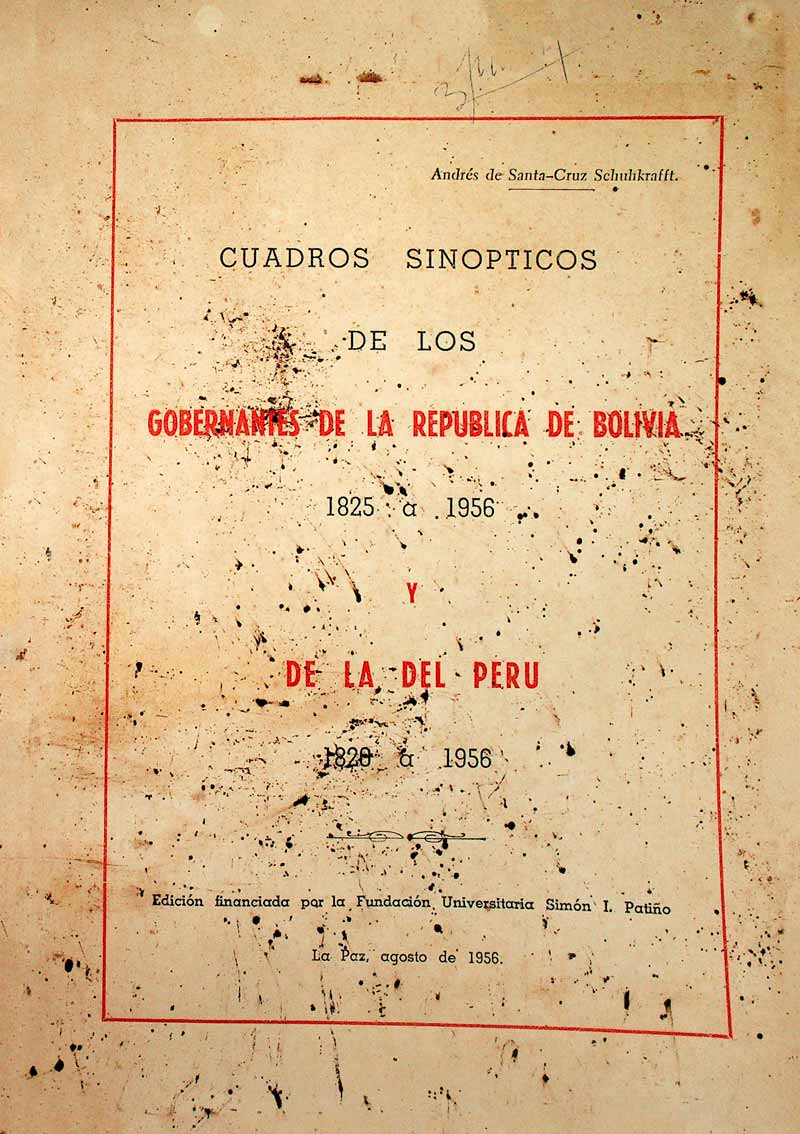 Andrés de Santa-Cruz Schuhkrafft.
CUADROS SINOPTICOS
DE LOS
GOBERNANTES DE LA REPUBLICA DE BOLIVIA
1825 a 1956
Y
DE LA DEL PERU
1820 a 1956
Edición financiada por la Fundación Universitaria Simón I. Patiño
La Paz, agosto de 1956.